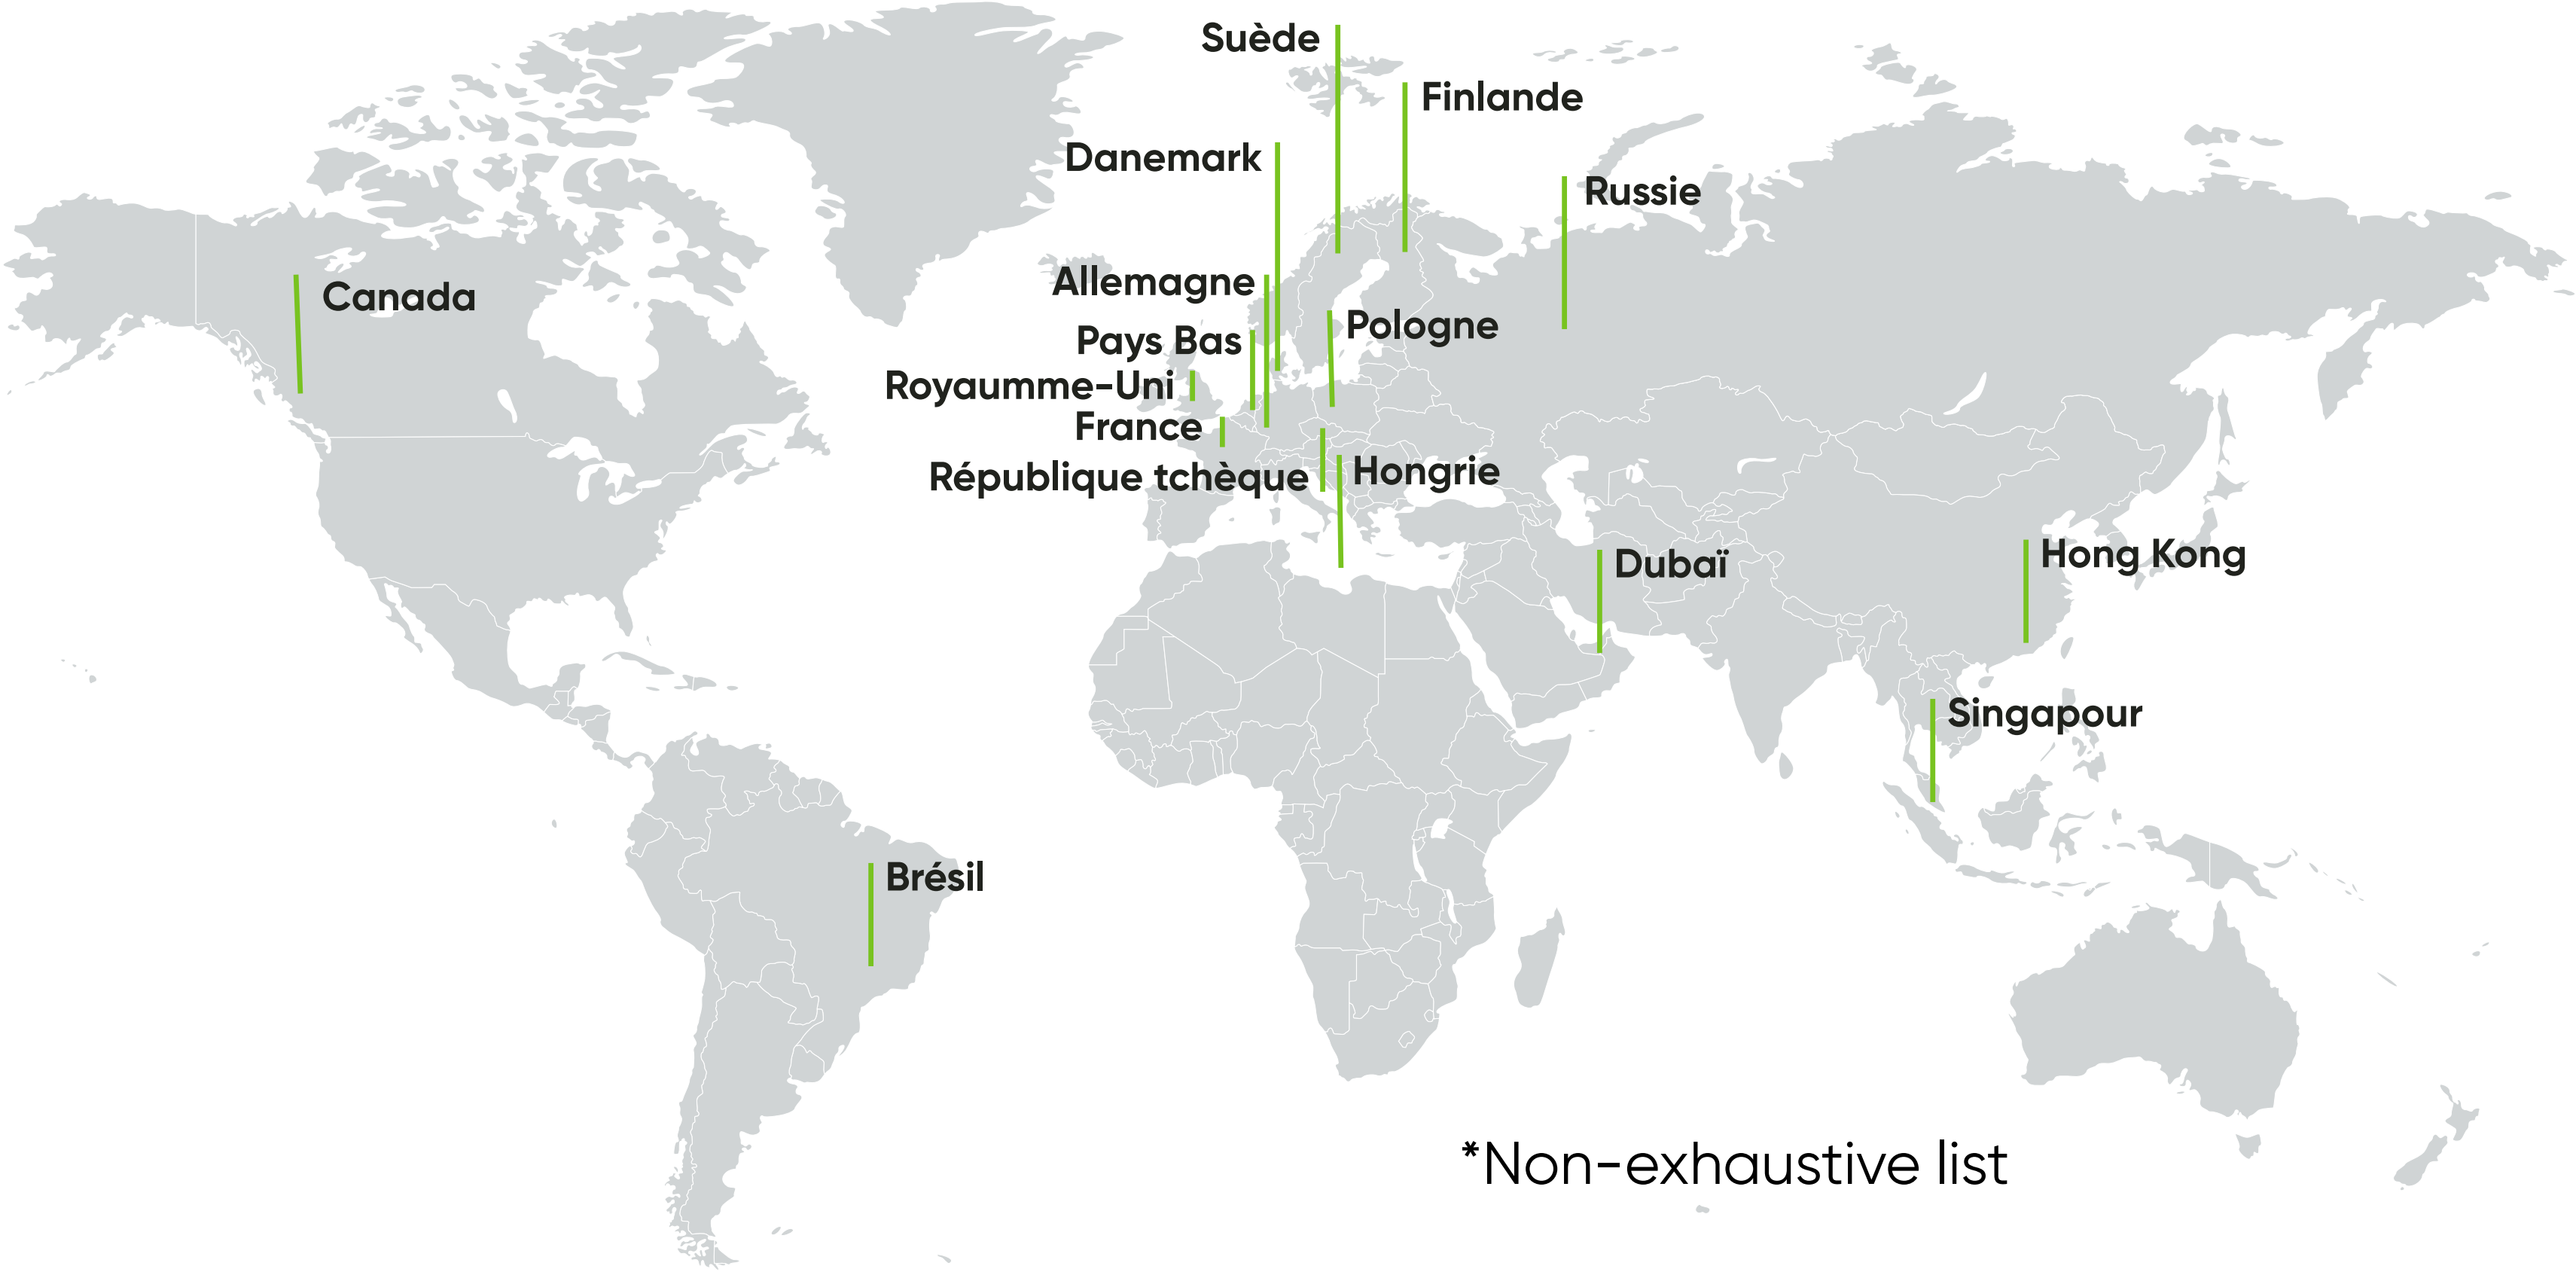 Suède
Finlande
Danemark
Russie
Allemagne
Canada
Pologne
Pays Bas
Royaumme-Uni
France
République tchèque
Hongrie
Dubaï
Hong Kong
Singapour
Brésil
*Non-exhaustive list